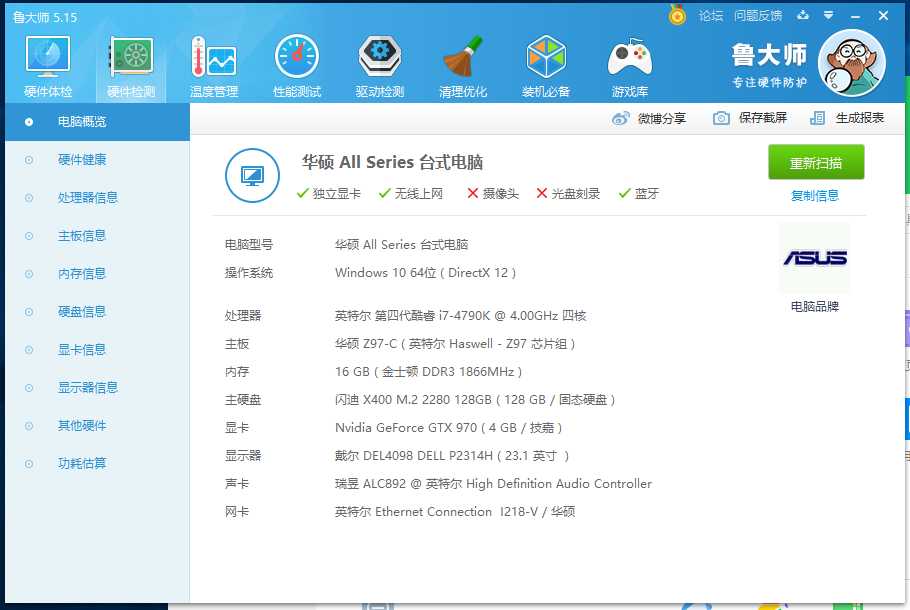 鲁大师 5.15
论坛 问题反馈
硬件体检 硬件检测 温度管理 性能测试 驱动检测 清理优化 装机必备 游戏库
鲁大师
专注硬件防护
微博分享 保存截屏 生成报表
电脑概览
硬件健康
处理器信息
主板信息
内存信息
硬盘信息
显卡信息
显示器信息
其他硬件
功耗估算
华硕 All Series 台式电脑
独立显卡 无线上网 摄像头 光盘刻录 蓝牙
重新扫描
复制信息
电脑型号 华硕 All Series 台式电脑
操作系统 Windows 10 64位 ( DirectX 12 )
处理器 英特尔 第四代酷睿 i7-4790K @ 4.00GHz 四核
主板 华硕 Z97-C ( 英特尔 Haswell - Z97 芯片组 )
内存 16 GB ( 金士顿 DDR3 1866MHz )
主硬盘 闪迪 X400 M.2 2280 128GB ( 128 GB / 固态硬盘 )
显卡 Nvidia GeForce GTX 970 ( 4 GB / 技嘉 )
显示器 戴尔 DEL4098 DELL P2314H ( 23.1 英寸 )
声卡 瑞昱 ALC892 @ 英特尔 High Definition Audio Controller
网卡 英特尔 Ethernet Connection I218-V / 华硕
ASUS
电脑品牌